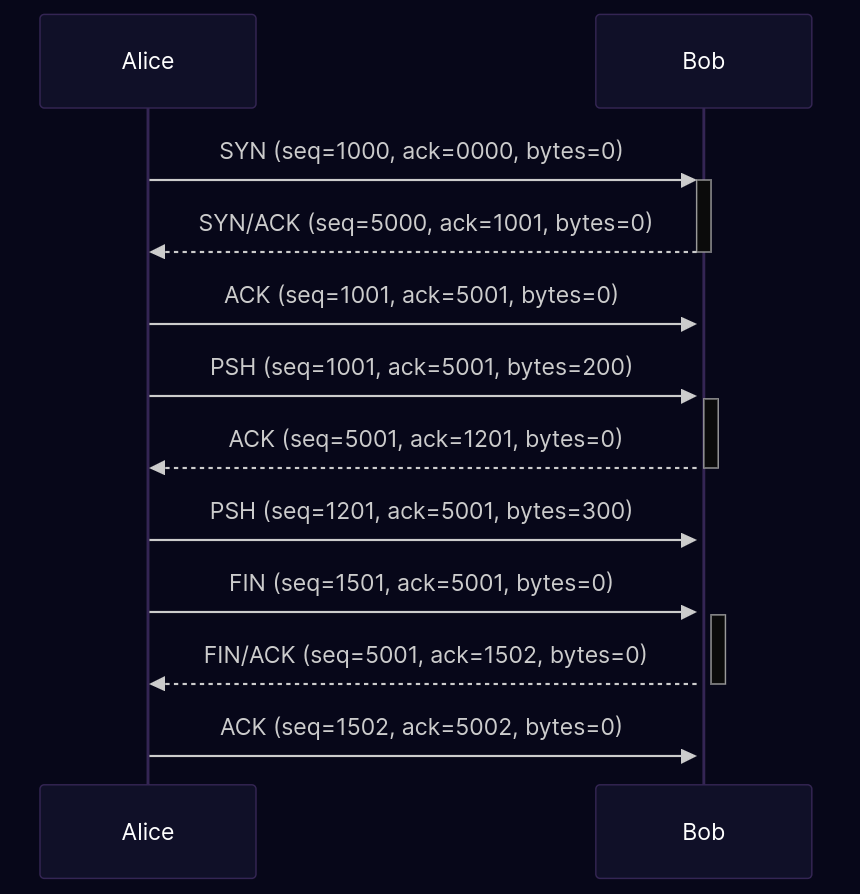 Alice
Bob
SYN (seq=1000, ack=0000, bytes=0)
SYN/ACK (seq=5000, ack=1001, bytes=0)
ACK (seq=1001, ack=5001, bytes=0)
PSH (seq=1001, ack=5001, bytes=200)
ACK (seq=5001, ack=1201, bytes=0)
PSH (seq=1201, ack=5001, bytes=300)
FIN (seq=1501, ack=5001, bytes=0)
FIN/ACK (seq=5001, ack=1502, bytes=0)
ACK (seq=1502, ack=5002, bytes=0)
Alice
Bob